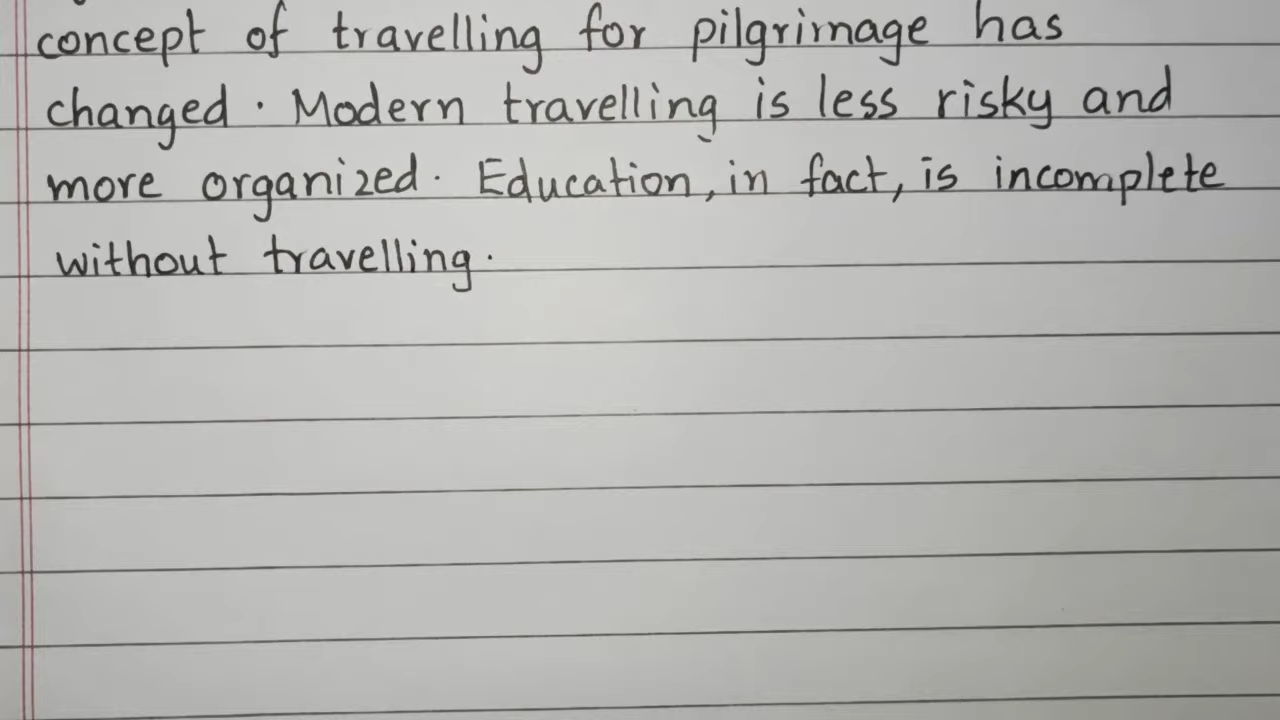 concept of travelling for pilgrimage has
changed. Modern travelling is less risky and
more organized. Education, in fact, is incomplete
without travelling.